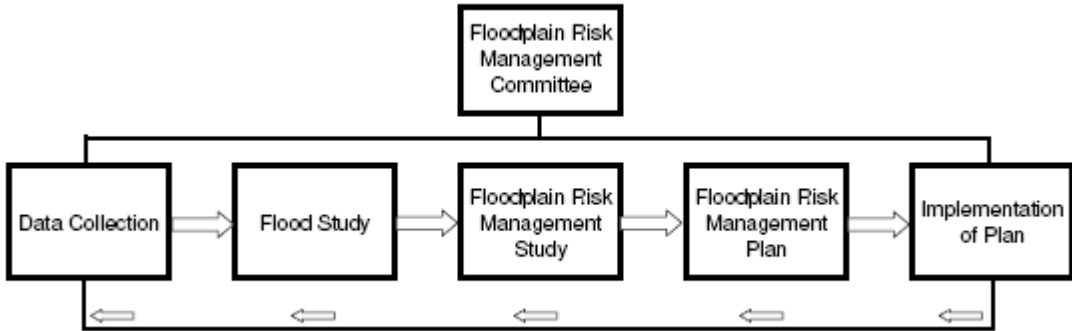 Floodplain Risk
Management
Committee
Data Collection
Flood Study
Floodplain Risk
Management
Study
Floodplain Risk
Management
Plan
Implementation
of Plan